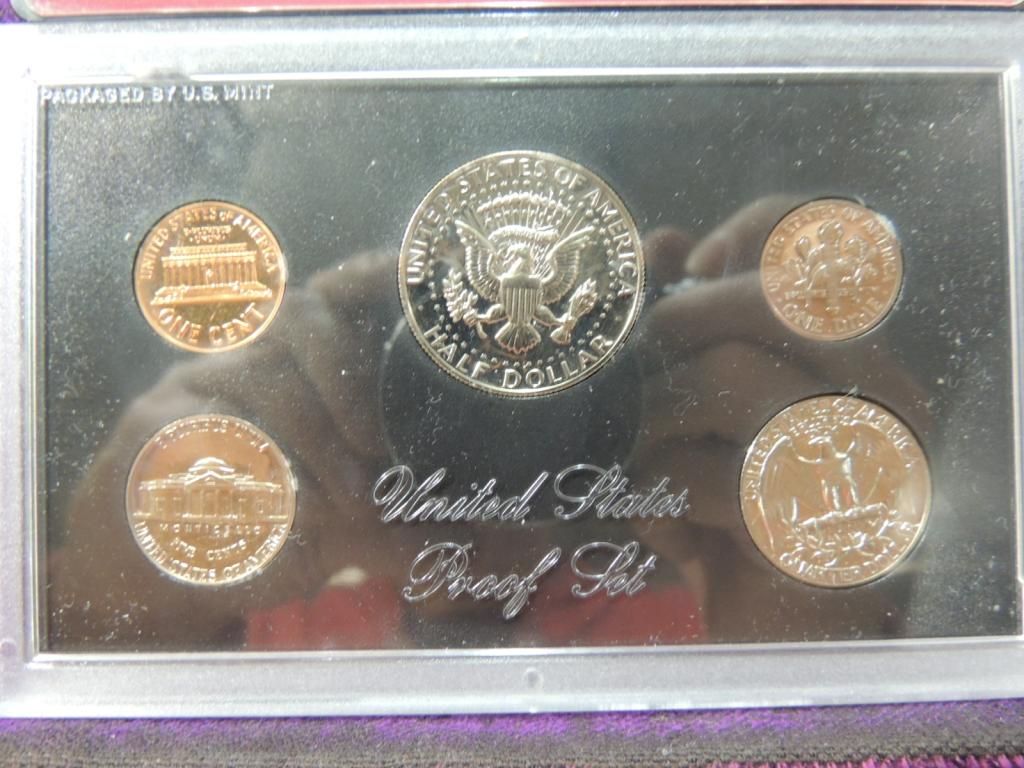 PACKAGED BY U.S. MINT
UNITED STATES OF AMERICA
ONE CENT
UNITED STATES OF AMERICA
HALF DOLLAR
UNITED STATES OF AMERICA
ONE DIME
E PLURIBUS UNUM
MONTICELLO
FIVE CENTS
UNITED STATES OF AMERICA
United States
Proof Set
UNITED STATES OF AMERICA
QUARTER DOLLAR